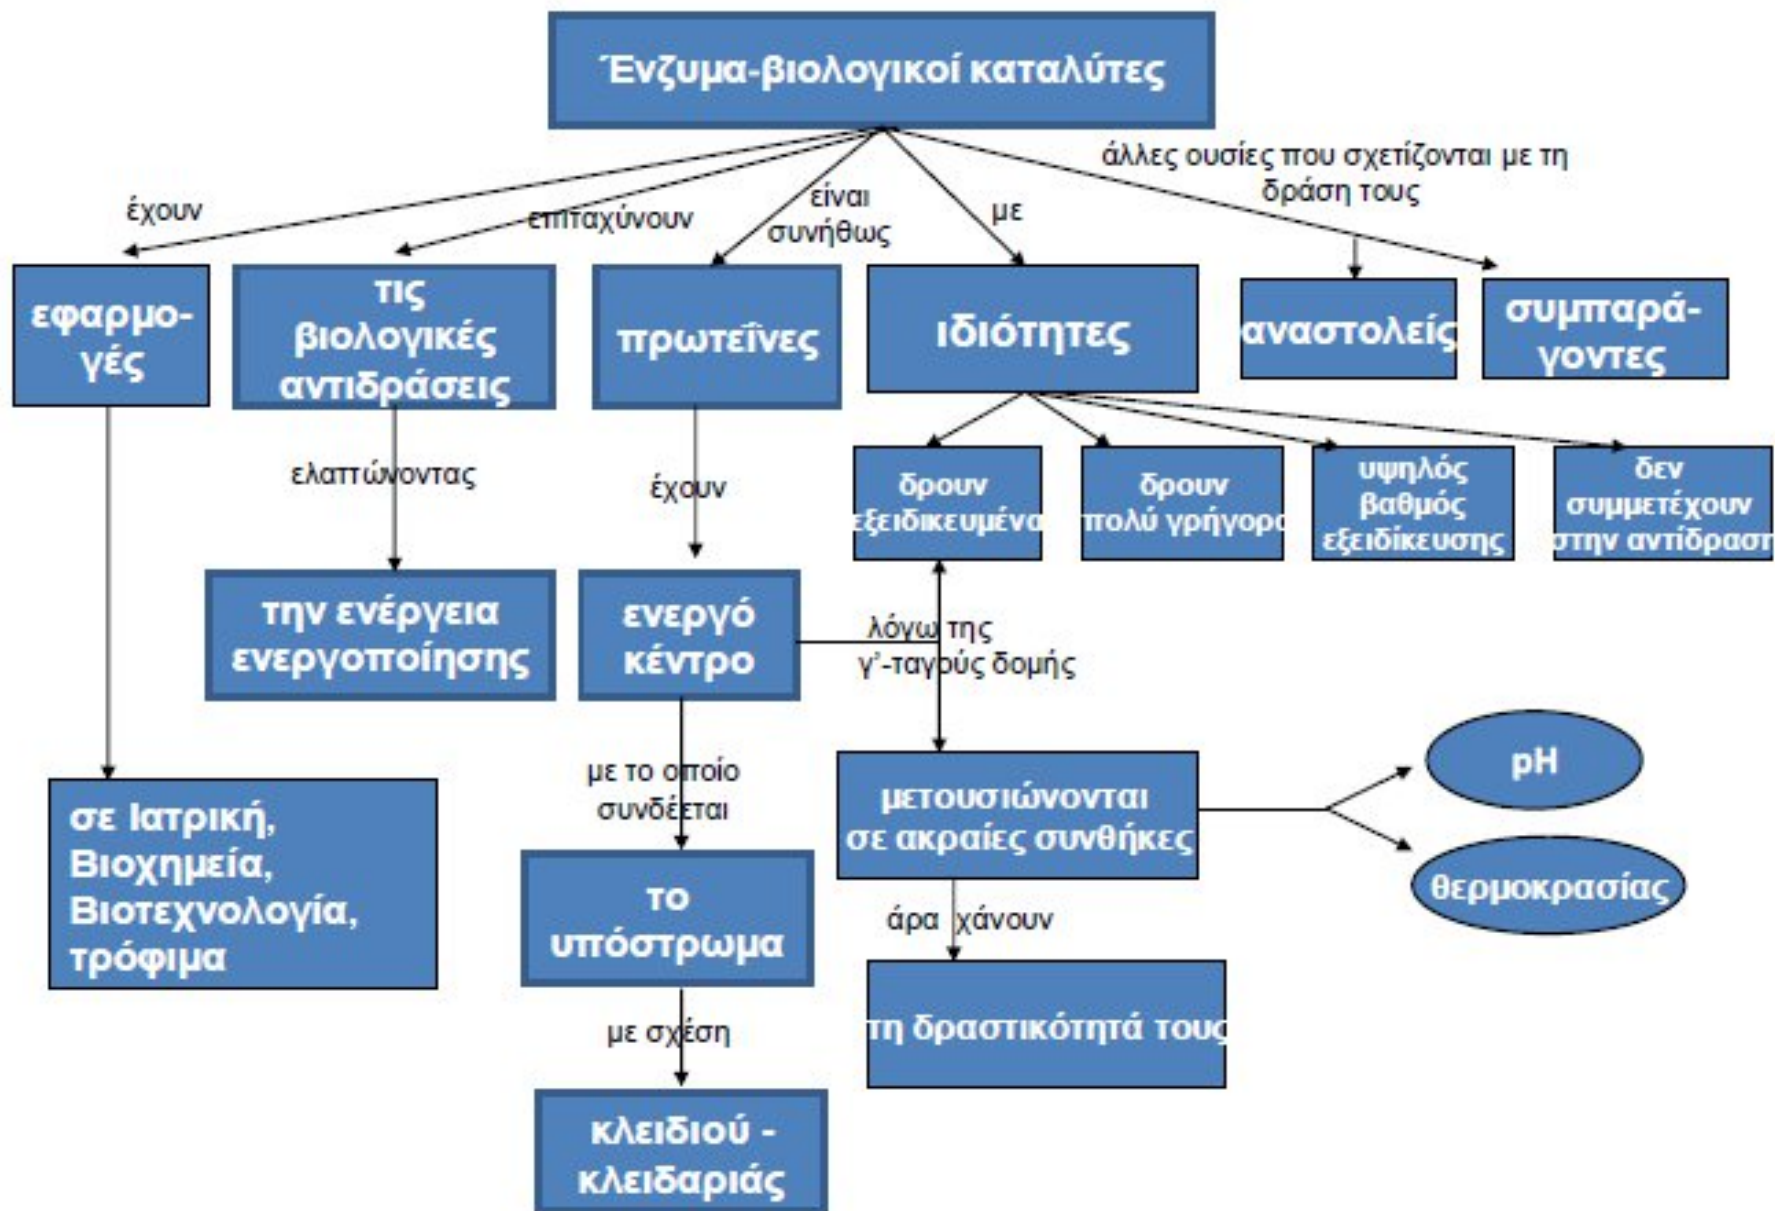 Ένζυμα-βιολογικοί καταλύτες
έχουν
επιταχύνουν
είναι
συνήθως
με
άλλες ουσίες που σχετίζονται με τη
δράση τους
εφαρμο-
γές
τις
βιολογικές
αντιδράσεις
πρωτεΐνες
ιδιότητες
αναστολείς
συμπαρά-
γοντες
ελαττώνοντας
έχουν
δρουν
εξειδικευμένα
δρουν
πολύ γρήγορα
υψηλός
βαθμός
εξειδίκευσης
δεν
συμμετέχουν
στην αντίδραση
την ενέργεια
ενεργοποίησης
ενεργό
κέντρο
λόγω της
γ’-ταγούς δομής
με το οποίο
συνδέεται
σε Ιατρική,
Βιοχημεία,
Βιοτεχνολογία,
τρόφιμα
μετουσιώνονται
σε ακραίες συνθήκες
pH
θερμοκρασίας
το
υπόστρωμα
άρα χάνουν
τη δραστικότητά τους
με σχέση
κλειδιού -
κλειδαριάς